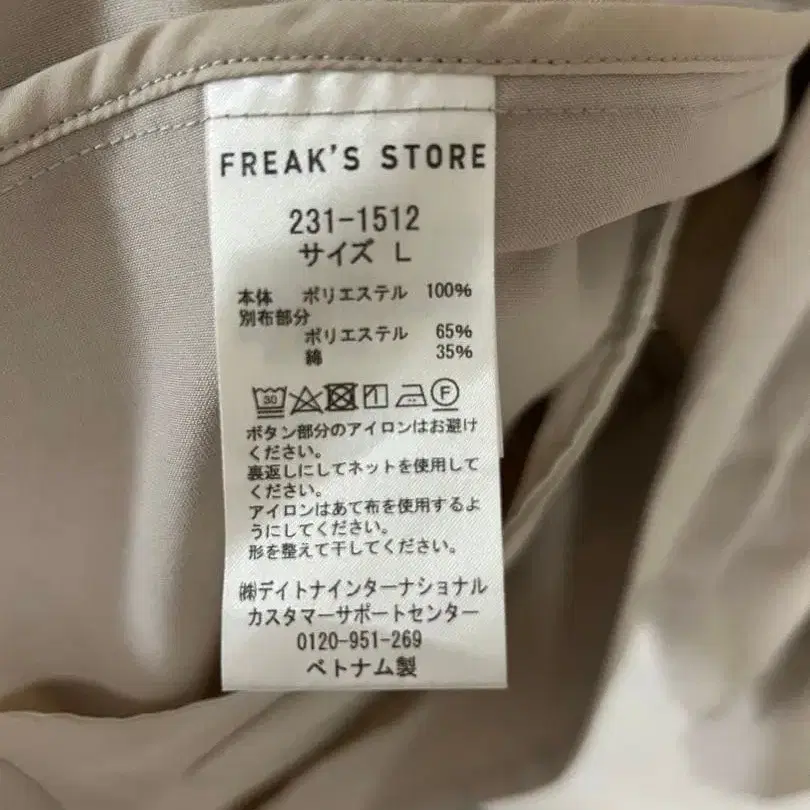 FREAK'S STORE
231-1512
サイズ L
本体 ポリエステル 100%
別布部分
ポリエステル 65%
綿 35%
30 F
ボタン部分のアイロンはお避け
ください。
裏返しにしてネットを使用して
ください。
アイロンはあて布を使用するよ
うにしてください。
形を整えて干してください。
㈱デイトナインターナショナル
カスタマーサポートセンター
0120-951-269
ベトナム製